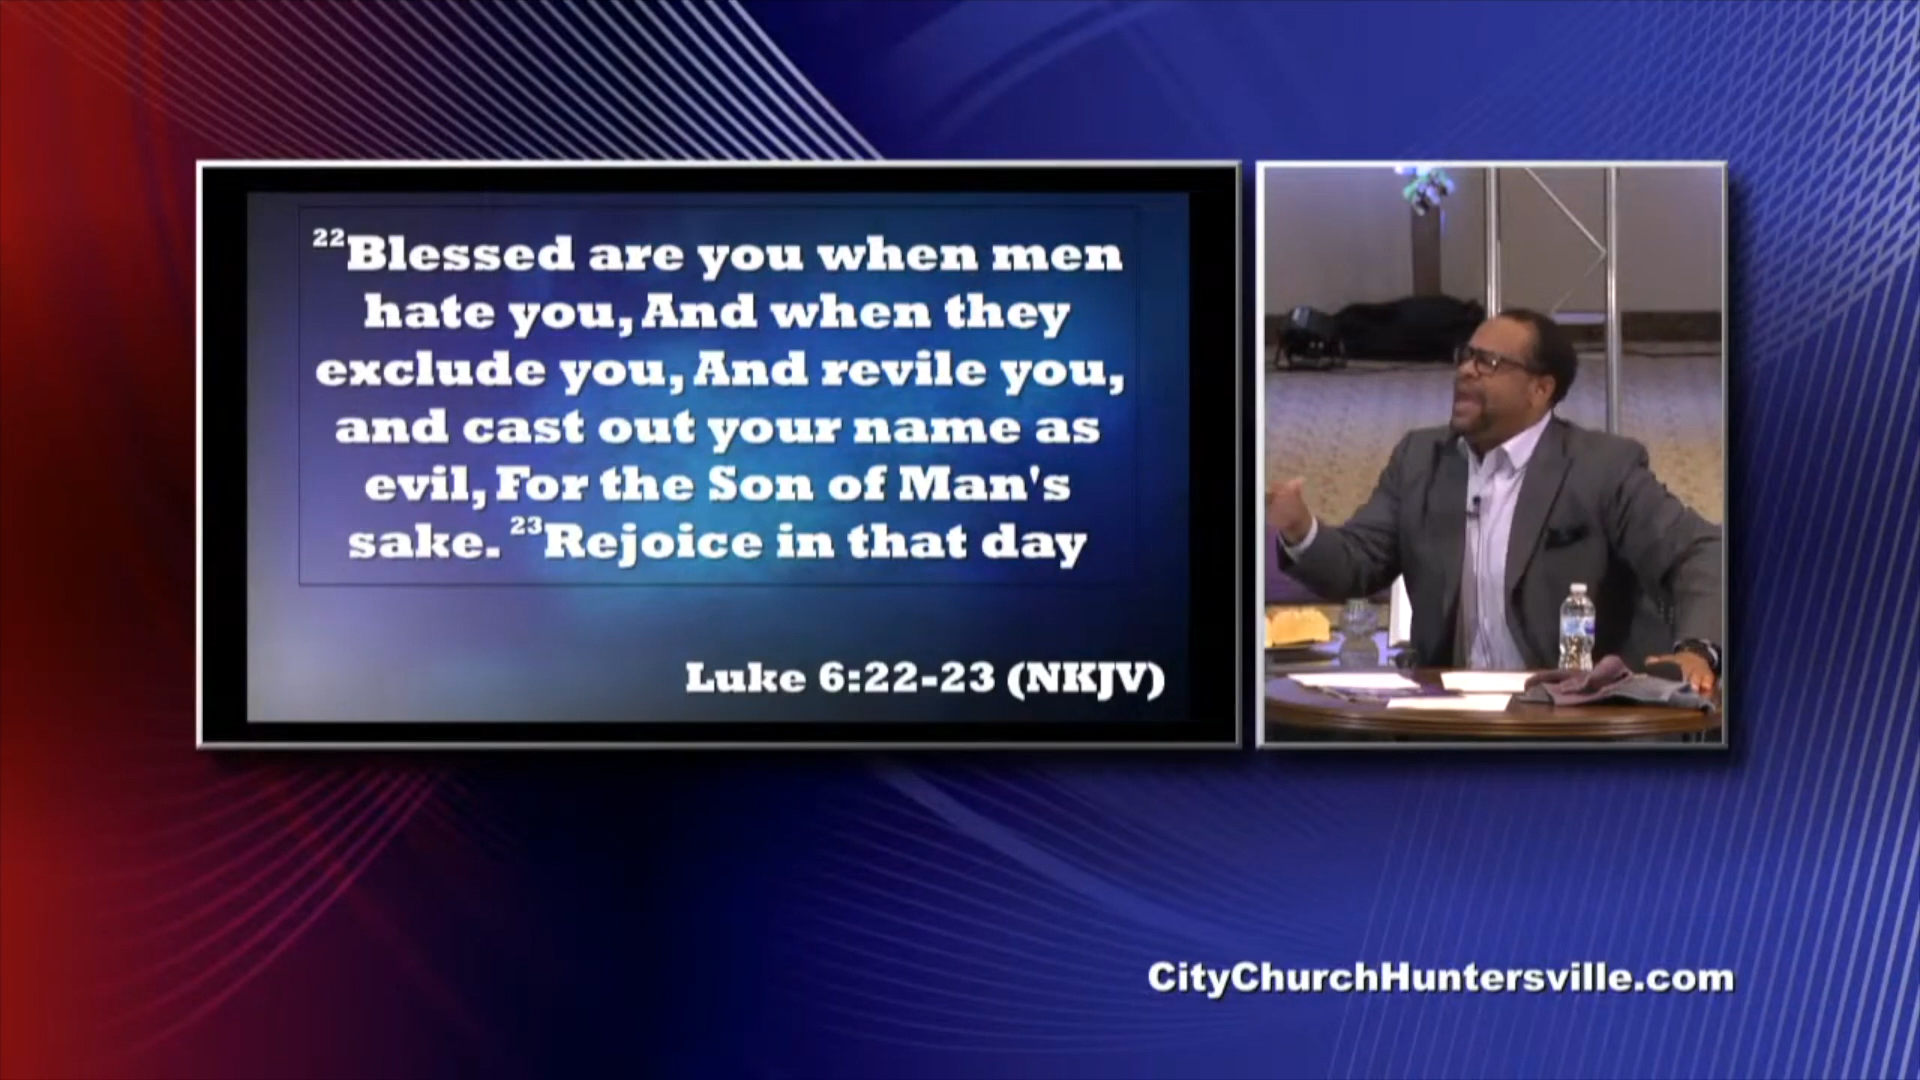 ²²Blessed are you when men
hate you, And when they
exclude you, And revile you,
and cast out your name as
evil, For the Son of Man's
sake. ²³Rejoice in that day
Luke 6:22-23 (NKJV)
CityChurchHuntersville.com